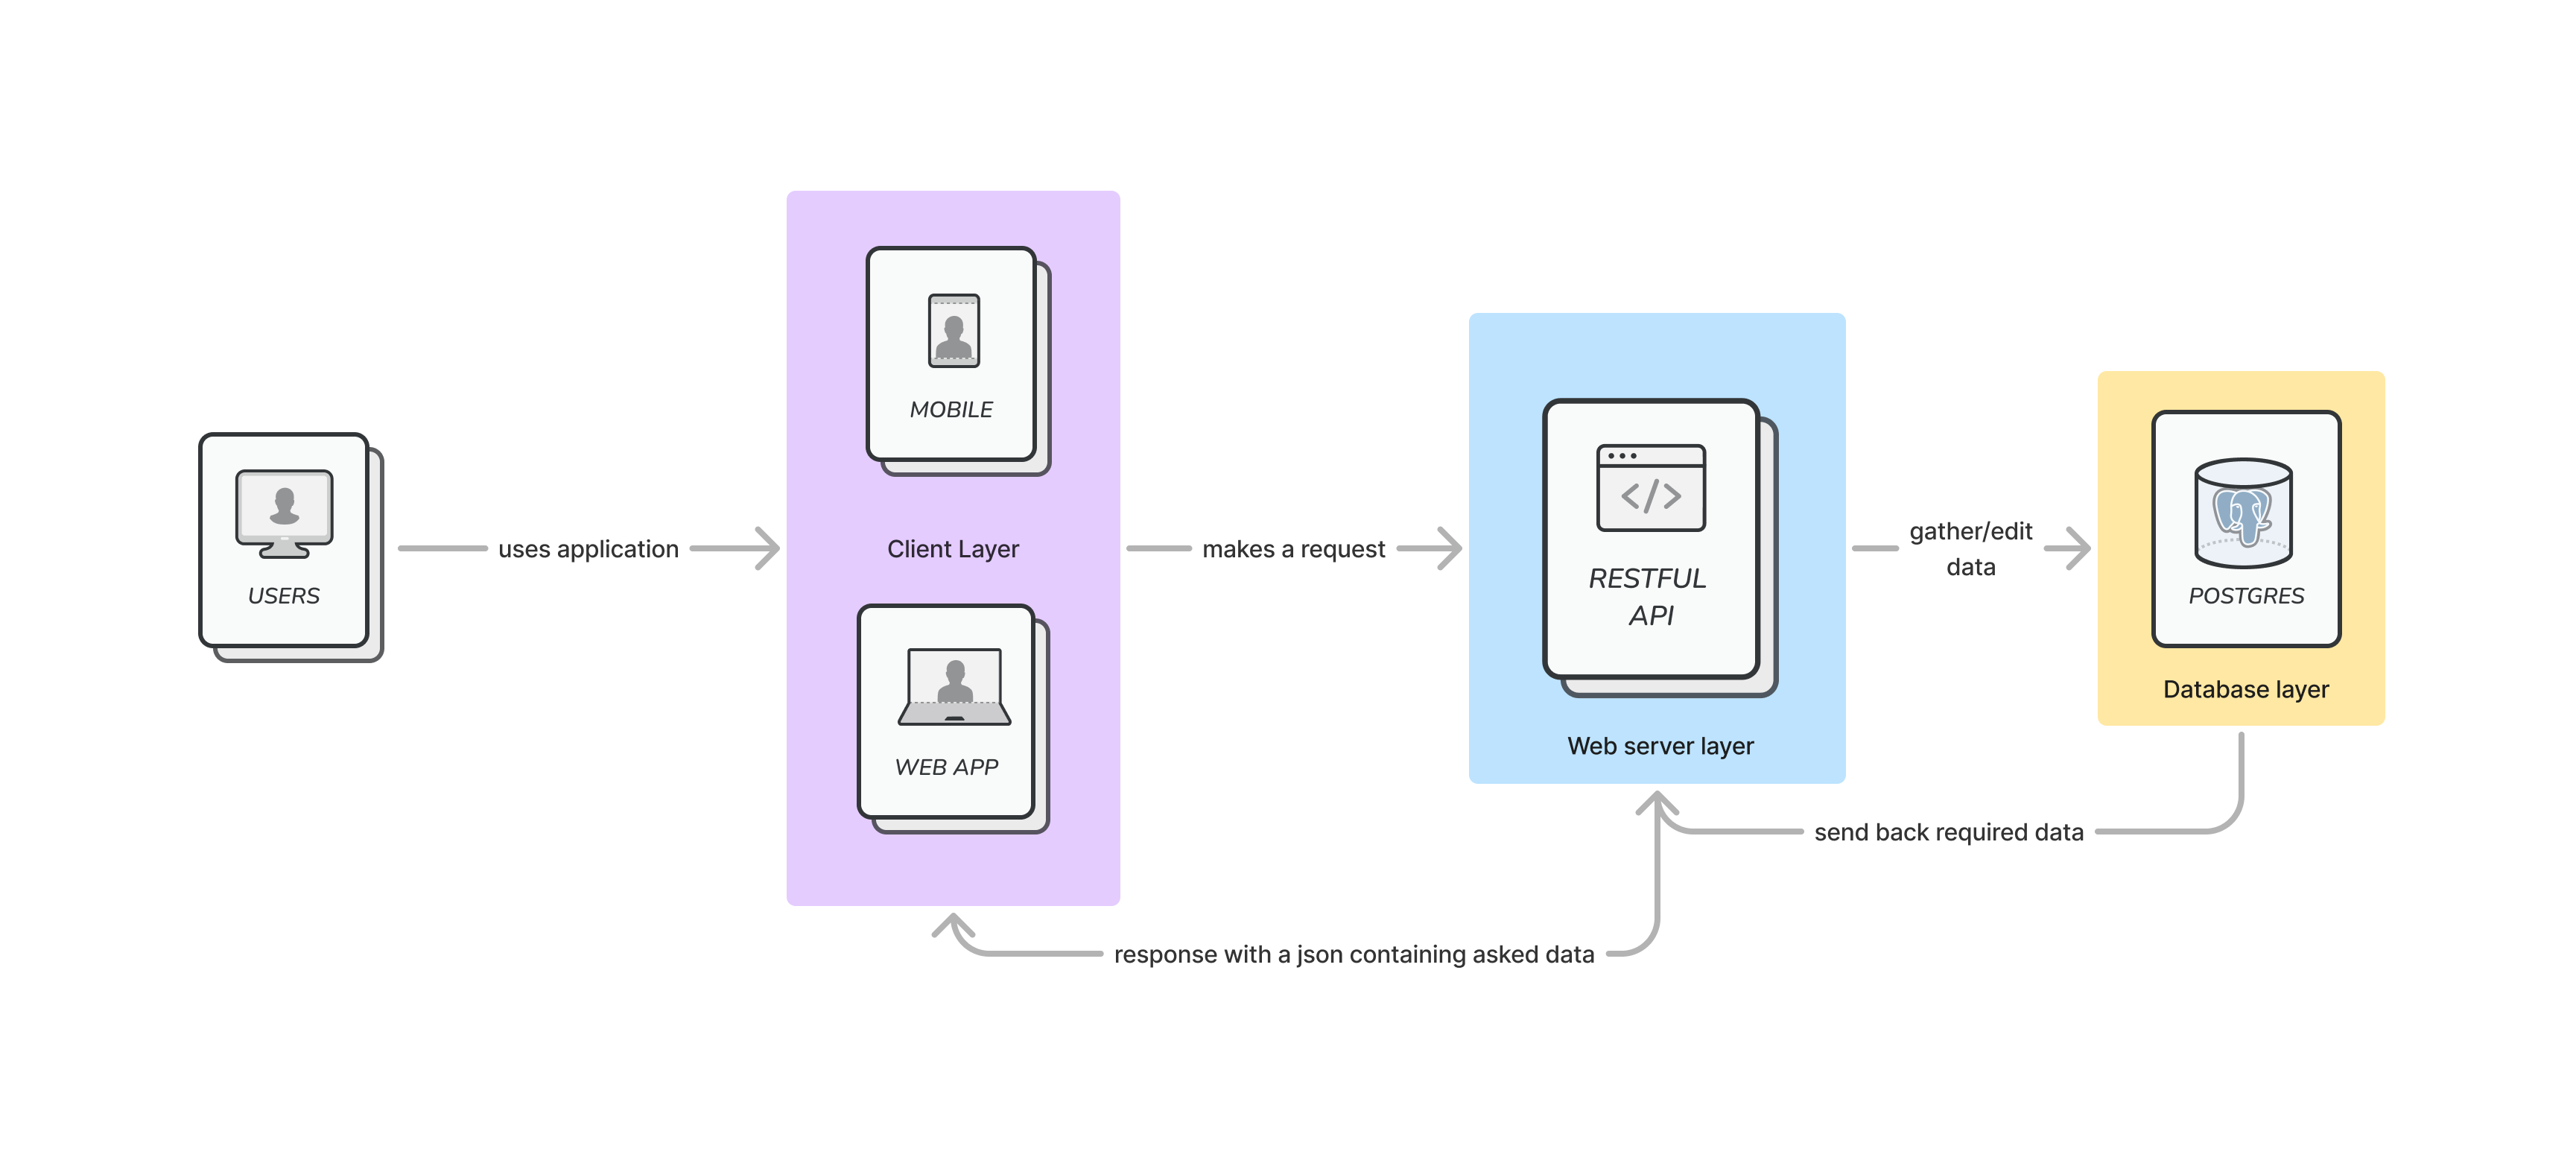 USERS
uses application
MOBILE
Client Layer
WEB APP
makes a request
RESTFUL
API
Web server layer
gather/edit
data
POSTGRES
Database layer
send back required data
response with a json containing asked data